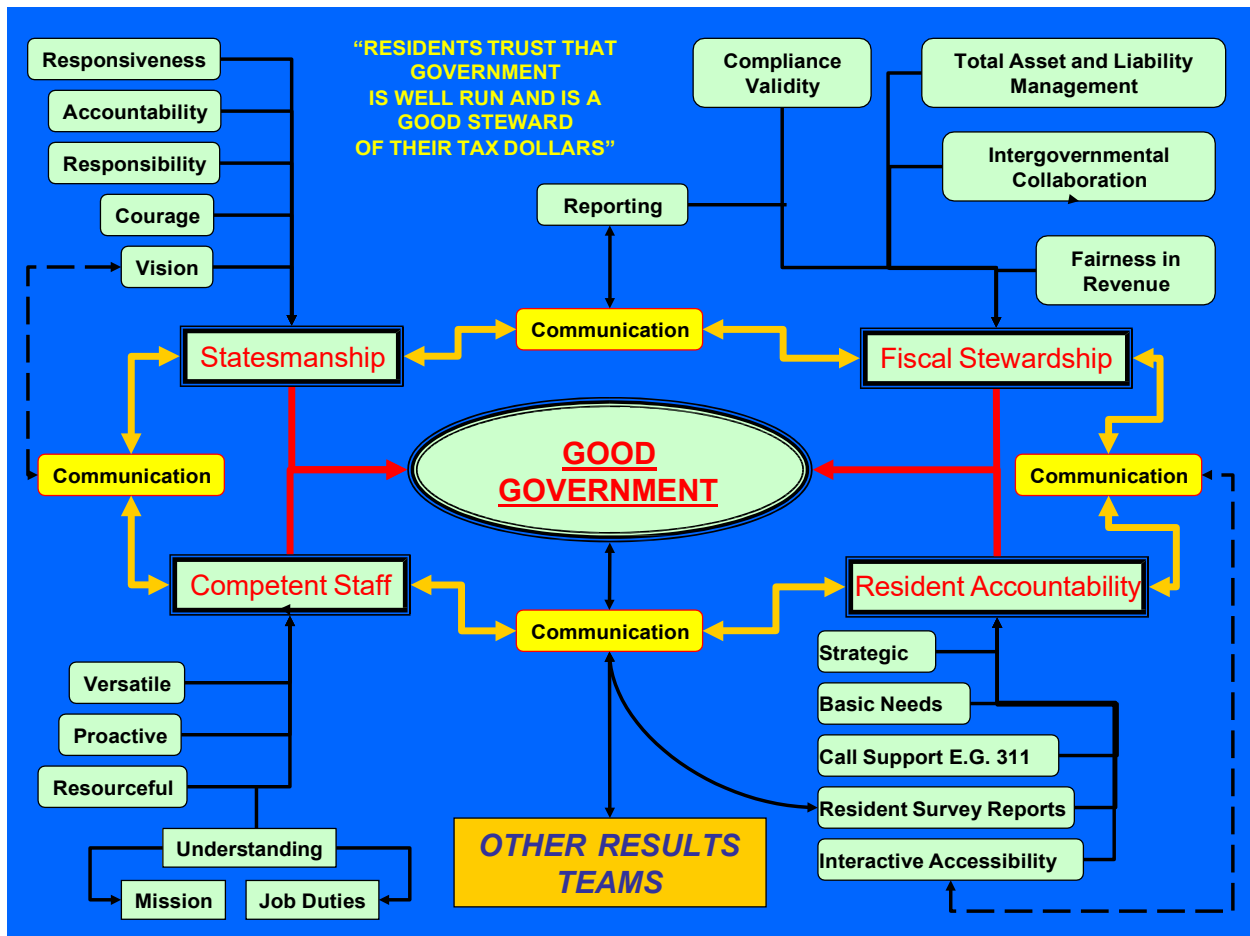 Responsiveness
Accountability
Responsibility
Courage
Vision
“RESIDENTS TRUST THAT
GOVERNMENT
IS WELL RUN AND IS A
GOOD STEWARD
OF THEIR TAX DOLLARS”
Compliance
Validity
Total Asset and Liability
Management
Intergovernmental
Collaboration
Reporting
Fairness in
Revenue
Statesmanship
Communication
Fiscal Stewardship
Communication
GOOD
GOVERNMENT
Communication
Competent Staff
Communication
Resident Accountability
Versatile
Proactive
Resourceful
Understanding
Mission
Job Duties
OTHER RESULTS
TEAMS
Strategic
Basic Needs
Call Support E.G. 311
Resident Survey Reports
Interactive Accessibility